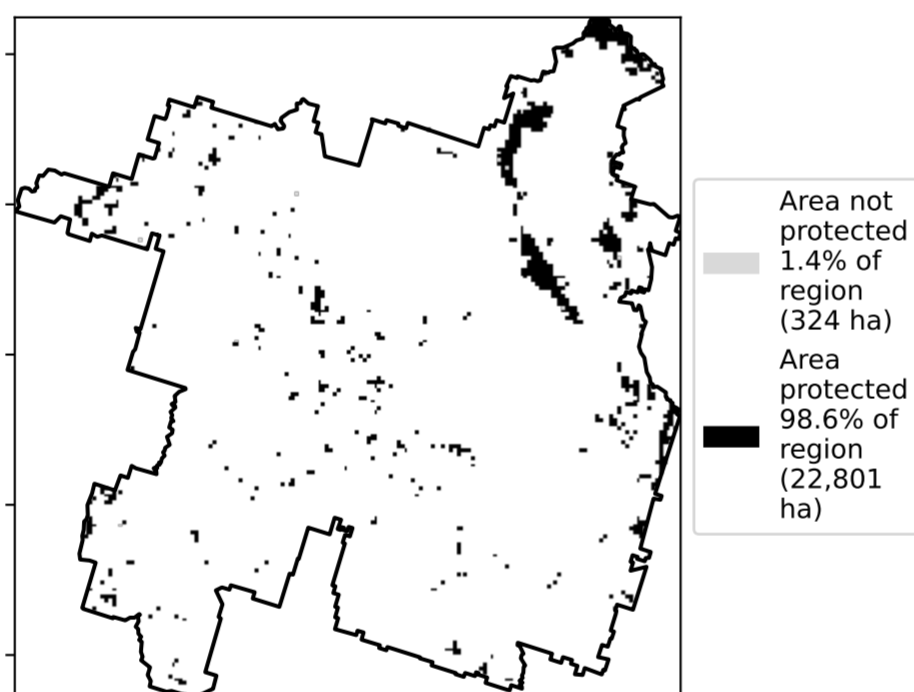 Area not
protected
1.4% of
region
(324 ha)
Area
protected
98.6% of
region
(22,801
ha)